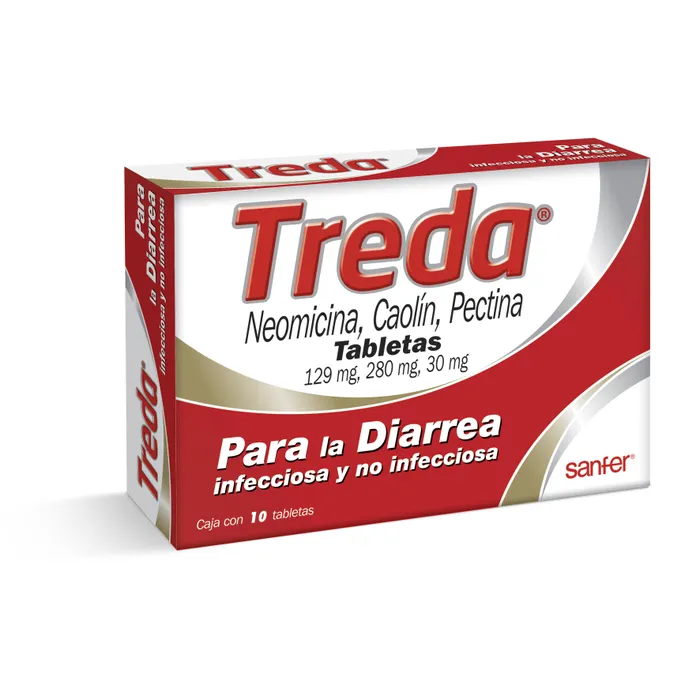 Treda®
Para
la Diarrea
infecciosa y no infecciosa
Treda®
Para
la Diarrea
infecciosa y no infecciosa
Treda®
Neomicina, Caolín, Pectina
Tabletas
129 mg, 280 mg, 30 mg
Para la Diarrea
infecciosa y no infecciosa
Caja con 10 tabletas
sanfer®